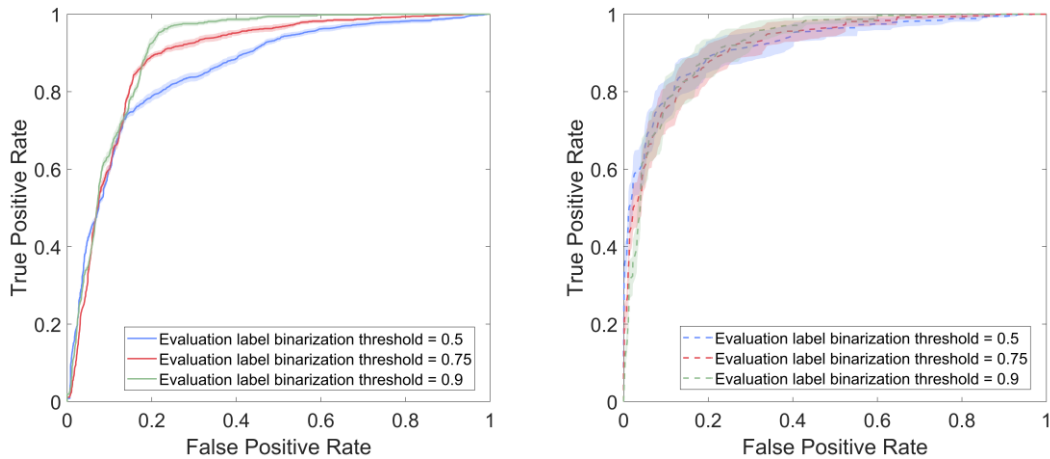 1
0.8
0.6
0.4
0.2
0
0
0.2
0.4
0.6
0.8
1
True Positive Rate
False Positive Rate
Evaluation label binarization threshold = 0.5
Evaluation label binarization threshold = 0.75
Evaluation label binarization threshold = 0.9
1
0.8
0.6
0.4
0.2
0
0
0.2
0.4
0.6
0.8
1
True Positive Rate
False Positive Rate
Evaluation label binarization threshold = 0.5
Evaluation label binarization threshold = 0.75
Evaluation label binarization threshold = 0.9